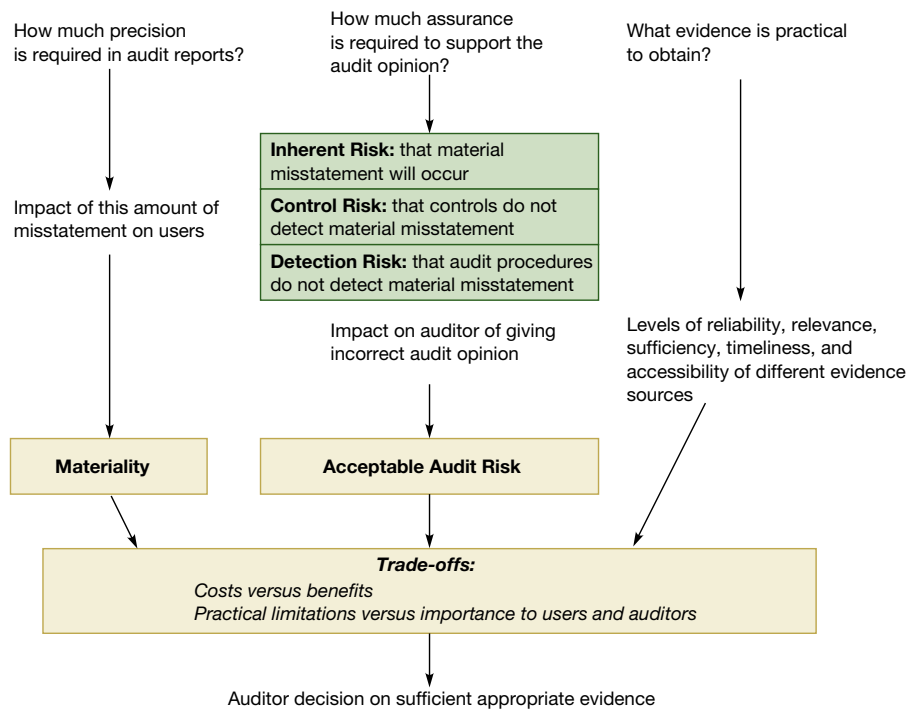 How much precision
is required in audit reports?
How much assurance
is required to support the
audit opinion?
What evidence is practical
to obtain?
Inherent Risk: that material
misstatement will occur
Control Risk: that controls do not
detect material misstatement
Detection Risk: that audit procedures
do not detect material misstatement
Impact of this amount of
misstatement on users
Impact on auditor of giving
incorrect audit opinion
Levels of reliability, relevance,
sufficiency, timeliness, and
accessibility of different evidence
sources
Materiality
Acceptable Audit Risk
Trade-offs:
Costs versus benefits
Practical limitations versus importance to users and auditors
Auditor decision on sufficient appropriate evidence